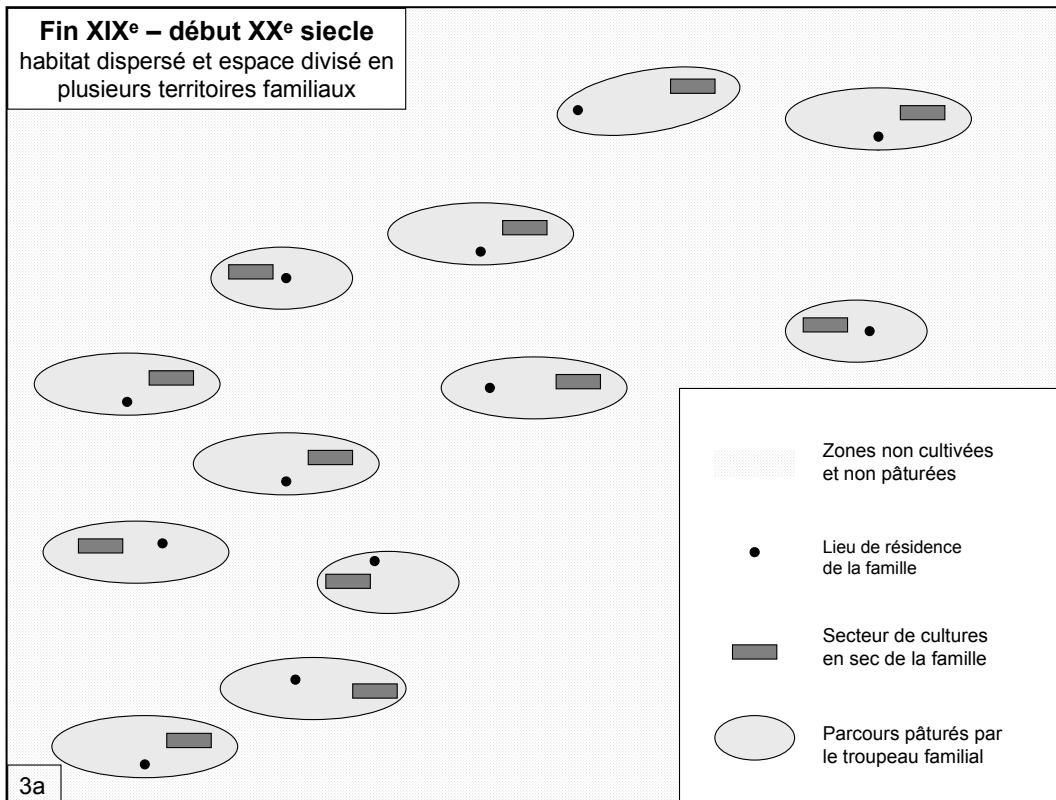 Fin XIXᵉ – début XXᵉ siecle
habitat dispersé et espace divisé en
plusieurs territoires familiaux
Zones non cultivées
et non pâturées
Lieu de résidence
de la famille
Secteur de cultures
en sec de la famille
Parcours pâturés par
le troupeau familial
3a